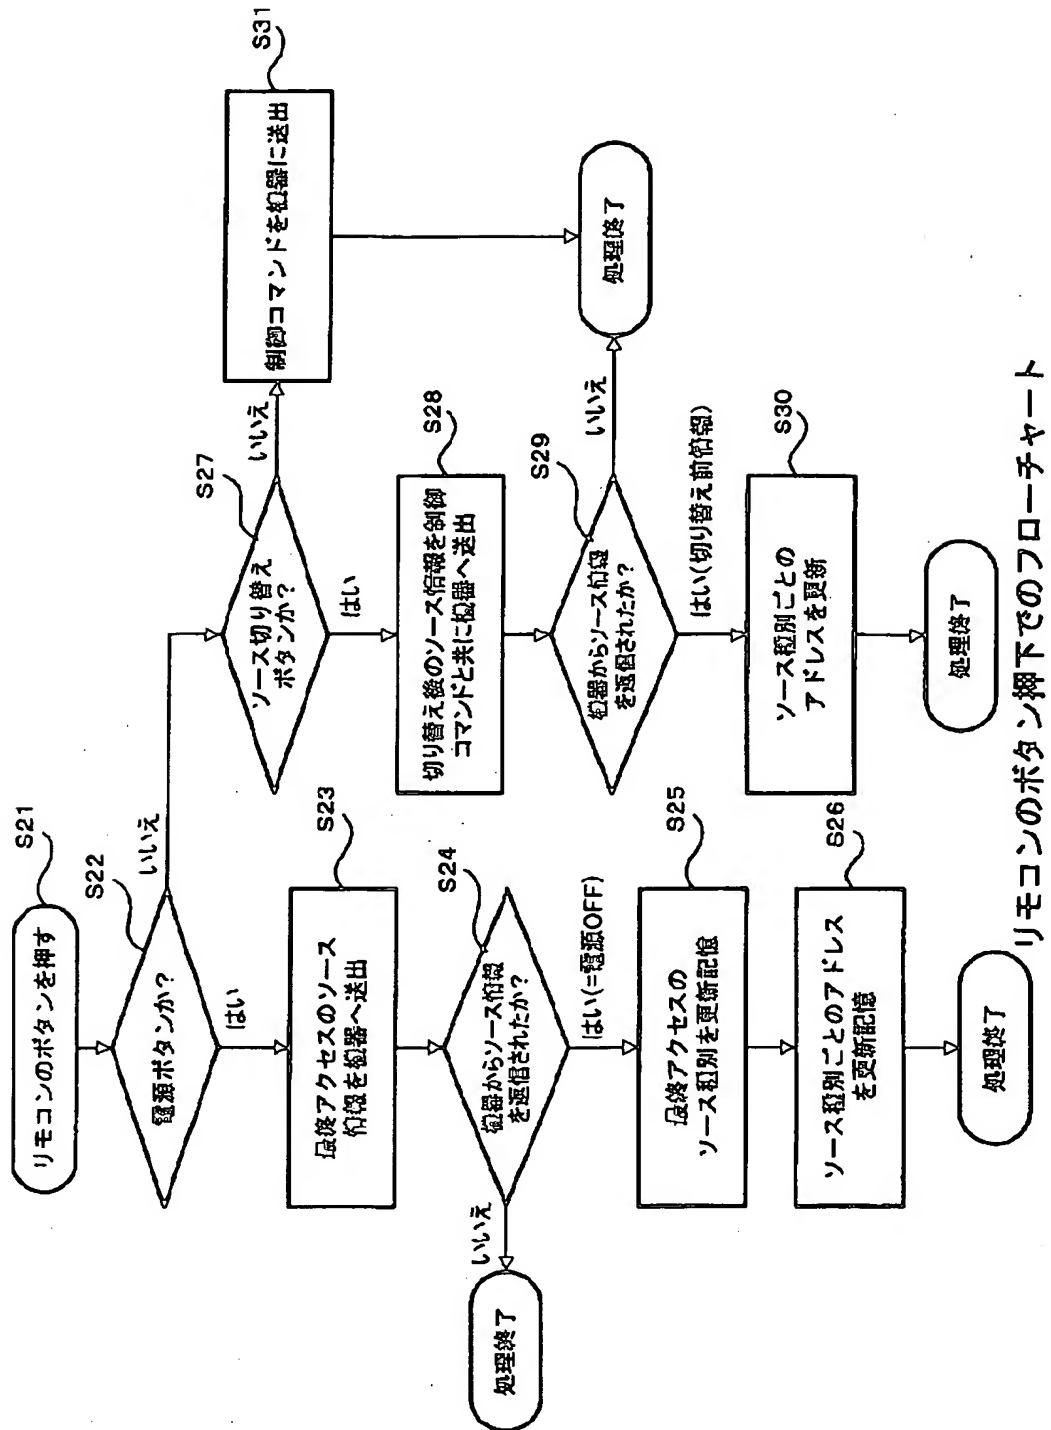 S21
リモコンのボタンを押す
S22
電源ボタンか?
いいえ
はい
S23
最終アクセスのソース
情報を機器へ送出
S24
機器からソース情報
を返信されたか?
いいえ
処理終了
はい(=電源OFF)
S25
最終アクセスの
ソース種別を更新記憶
S26
ソース種別ごとのアドレス
を更新記憶
処理終了
S27
ソース切り替え
ボタンか?
いいえ
はい
S31
制御コマンドを機器に送出
S28
切り替え後のソース情報を制御
コマンドと共に機器へ送出
S29
機器からソース情報
を返信されたか?
いいえ
処理終了
はい(切り替え前情報)
S30
ソース種別ごとの
アドレスを更新
処理終了
リモコンのボタン押下でのフローチャート